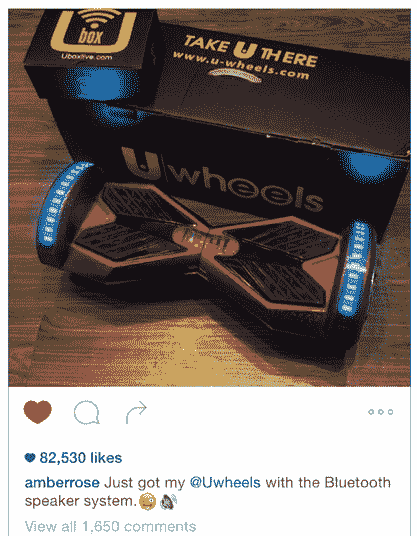 box
Uboxlive.com
TAKE U THERE
www.u-wheels.com
U wheels
82,530 likes
amberrose Just got my @Uwheels with the Bluetooth
speaker system.
View all 1,650 comments